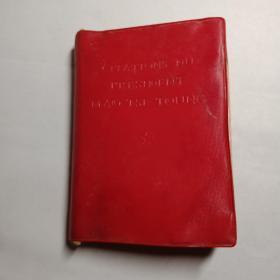 CITATIONS DU
PRESIDENT
MAO TSE-TOUNG